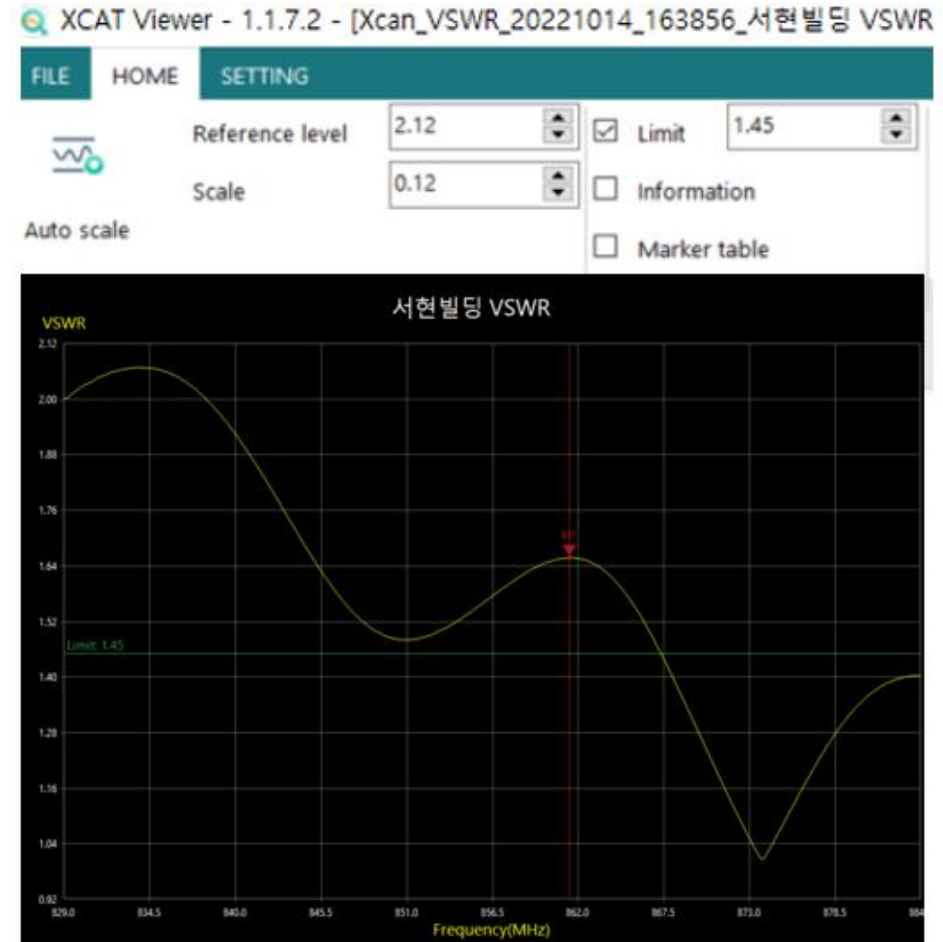 XCAT Viewer - 1.1.7.2 - [Xcan_VSWR_20221014_163856_서현빌딩 VSWR
FILE HOME SETTING
Reference level 2.12 Limit 1.45
Scale 0.12 Information
Auto scale
Marker table
서현빌딩 VSWR
VSWR
2.12
2.00
1.88
1.76
1.64
1.52
Limit: 1.45
1.40
1.28
1.16
1.04
0.92
829.0 834.5 840.0 845.5 851.0 856.5 862.0 867.5 873.0 878.5 884
Frequency(MHz)